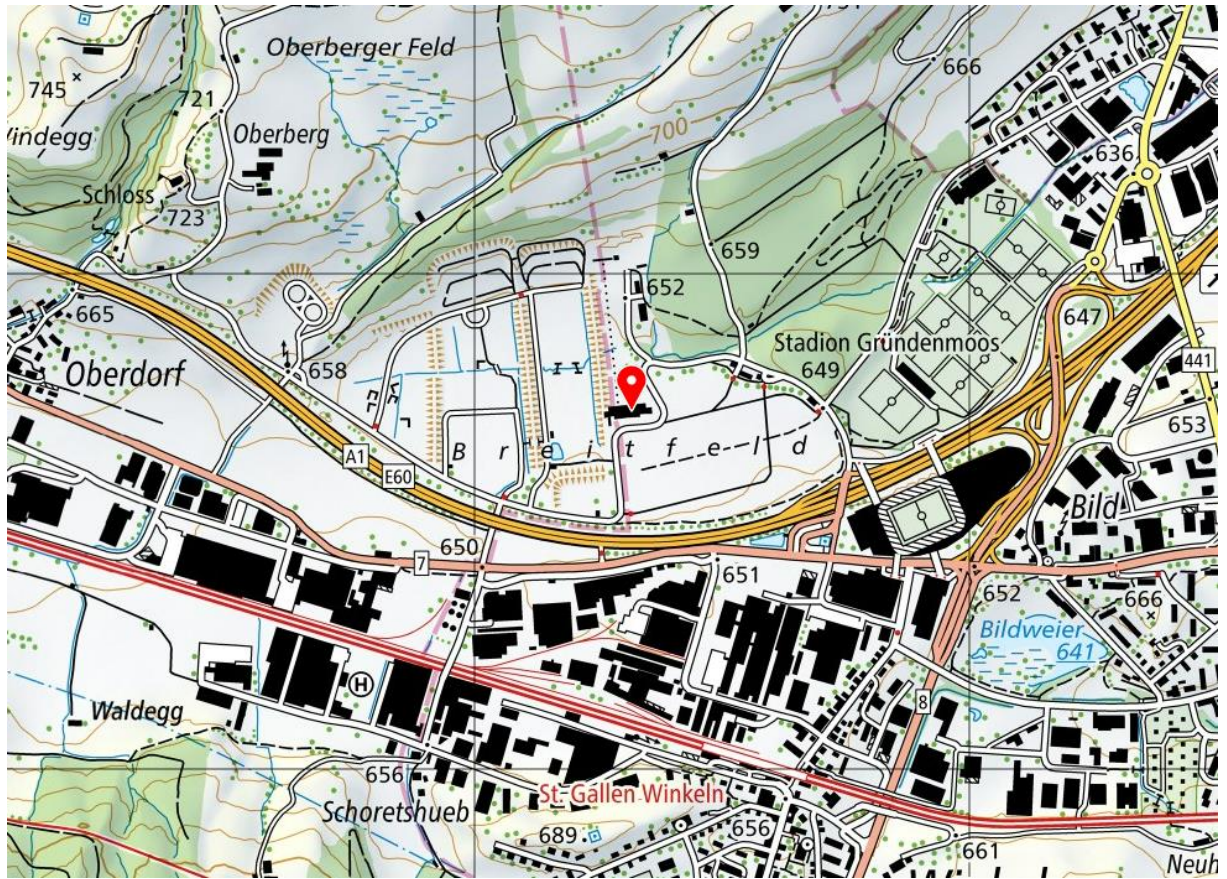 Oberberger Feld
745
666
721
700
636
Oberberg
Schloss
723
659
652
665
647
658
Stadion Gründenmoos
649
Oberdorf
441
653
B r e i t f e l d
A1
E60
Bild
650
7
651
652
666
Bildweier
641
H
8
Waldegg
656
Schoretshueb
St. Gallen Winkeln
689
656
661